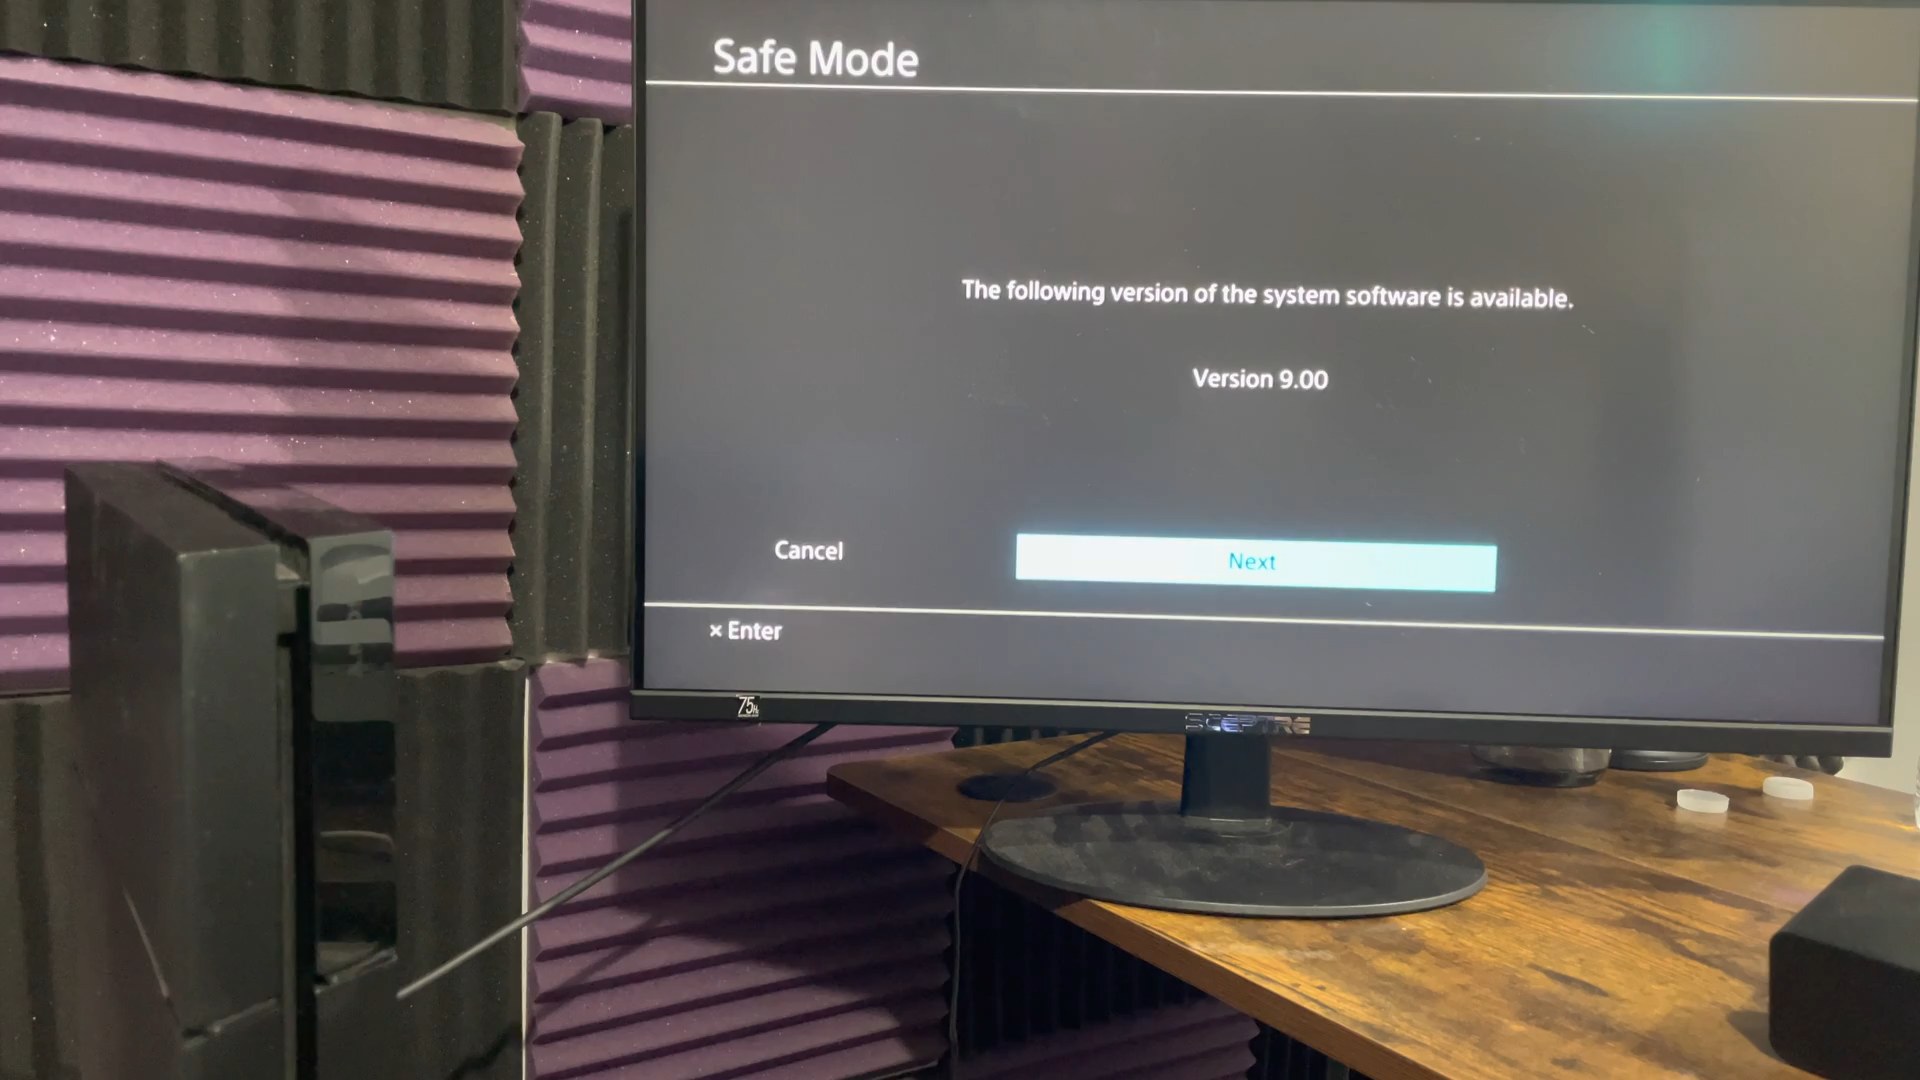 Safe Mode
The following version of the system software is available.
Version 9.00
Cancel
Next
× Enter
75Hz
SCEPTRE